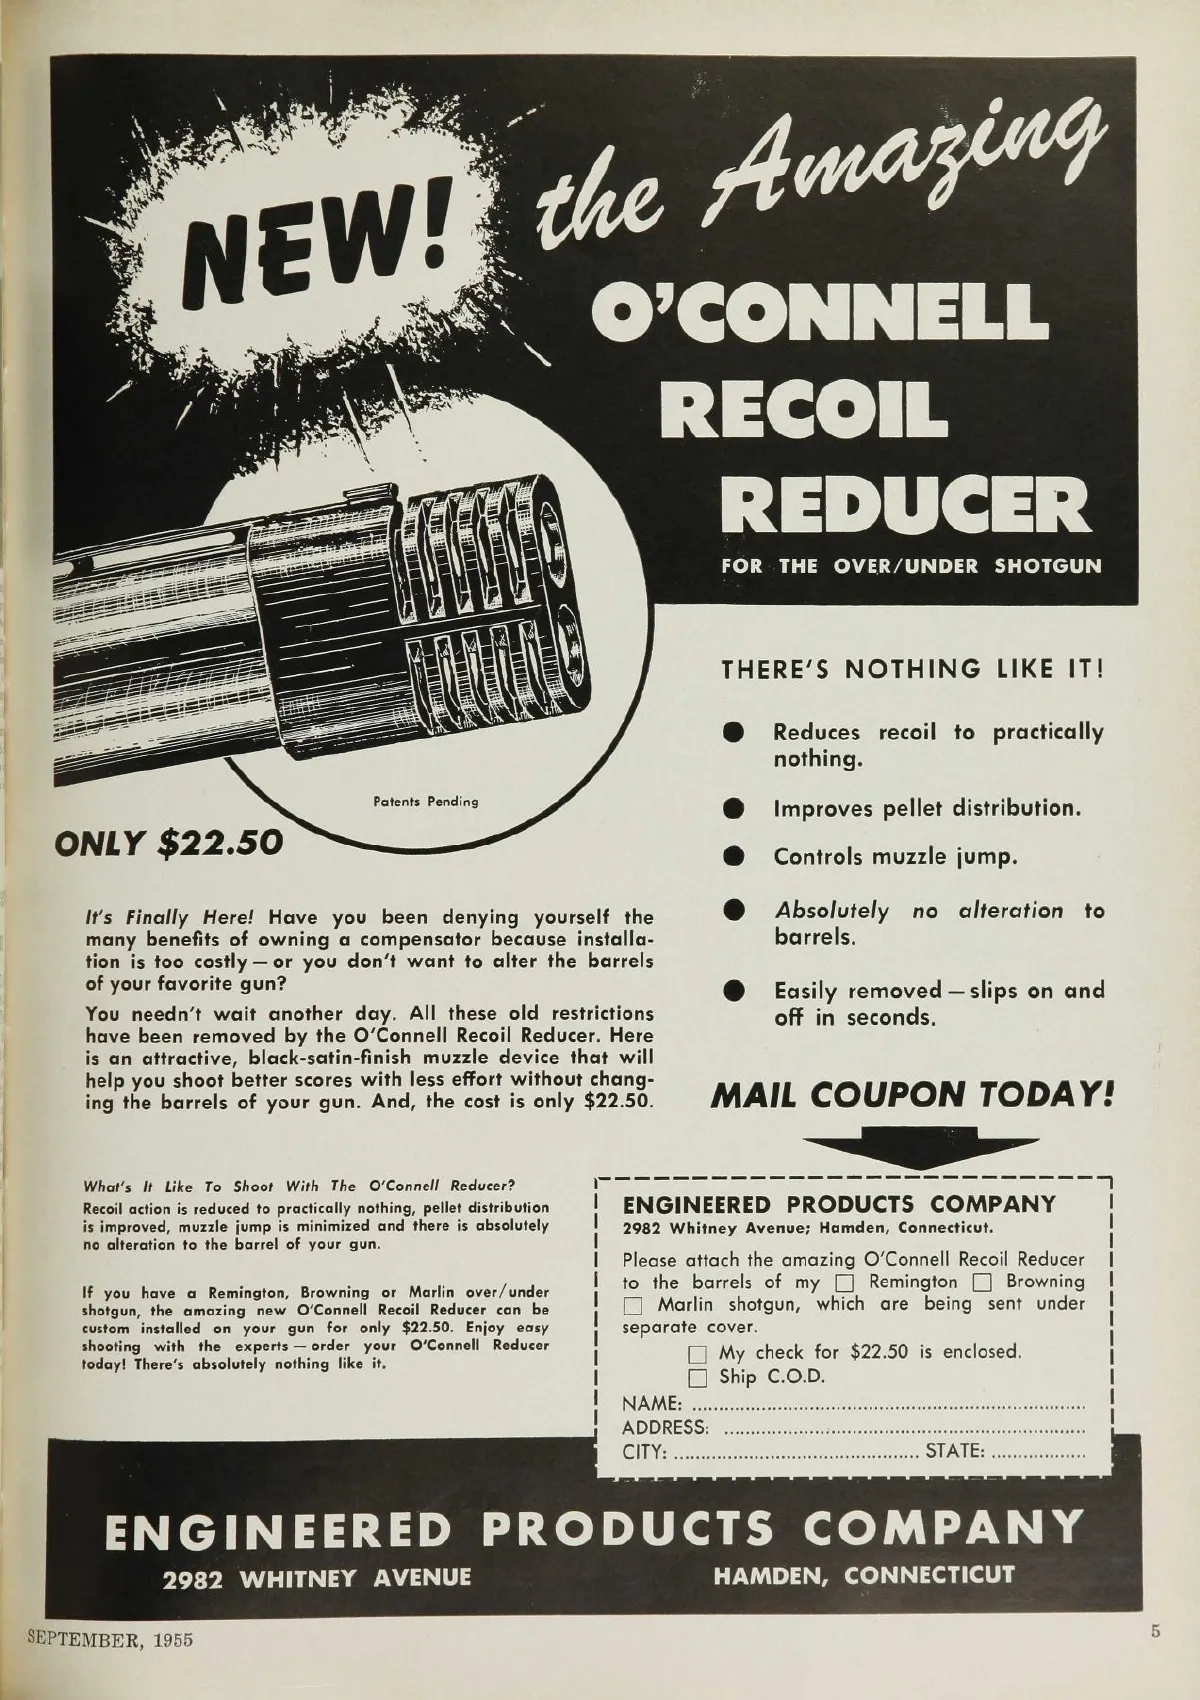 NEW!
the Amazing
O'CONNELL
RECOIL
REDUCER
FOR THE OVER/UNDER SHOTGUN
Patents Pending
ONLY $22.50
It's Finally Here! Have you been denying yourself the
many benefits of owning a compensator because installa-
tion is too costly — or you don't want to alter the barrels
of your favorite gun?
You needn't wait another day. All these old restrictions
have been removed by the O'Connell Recoil Reducer. Here
is an attractive, black-satin-finish muzzle device that will
help you shoot better scores with less effort without chang-
ing the barrels of your gun. And, the cost is only $22.50.
THERE'S NOTHING LIKE IT!
● Reduces recoil to practically
nothing.
● Improves pellet distribution.
● Controls muzzle jump.
● Absolutely no alteration to
barrels.
● Easily removed — slips on and
off in seconds.
MAIL COUPON TODAY!
What's It Like To Shoot With The O'Connell Reducer?
Recoil action is reduced to practically nothing, pellet distribution
is improved, muzzle jump is minimized and there is absolutely
no alteration to the barrel of your gun.
If you have a Remington, Browning or Marlin over/under
shotgun, the amazing new O'Connell Recoil Reducer can be
custom installed on your gun for only $22.50. Enjoy easy
shooting with the experts — order your O'Connell Reducer
today! There's absolutely nothing like it.
ENGINEERED PRODUCTS COMPANY
2982 Whitney Avenue; Hamden, Connecticut.
Please attach the amazing O'Connell Recoil Reducer
to the barrels of my □ Remington □ Browning
□ Marlin shotgun, which are being sent under
separate cover.
□ My check for $22.50 is enclosed.
□ Ship C.O.D.
NAME:
ADDRESS:
CITY: STATE:
ENGINEERED PRODUCTS COMPANY
2982 WHITNEY AVENUE HAMDEN, CONNECTICUT
SEPTEMBER, 1955 5